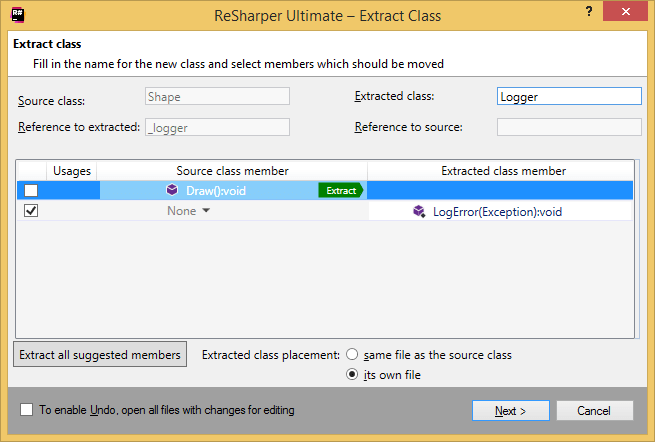 R#
ReSharper Ultimate – Extract Class
?
Extract class
Fill in the name for the new class and select members which should be moved
Source class: Shape Extracted class: Logger
Reference to extracted: _logger Reference to source:
Usages Source class member Extracted class member
Draw():void Extract
None LogError(Exception):void
Extract all suggested members Extracted class placement: same file as the source class
its own file
To enable Undo, open all files with changes for editing Next > Cancel